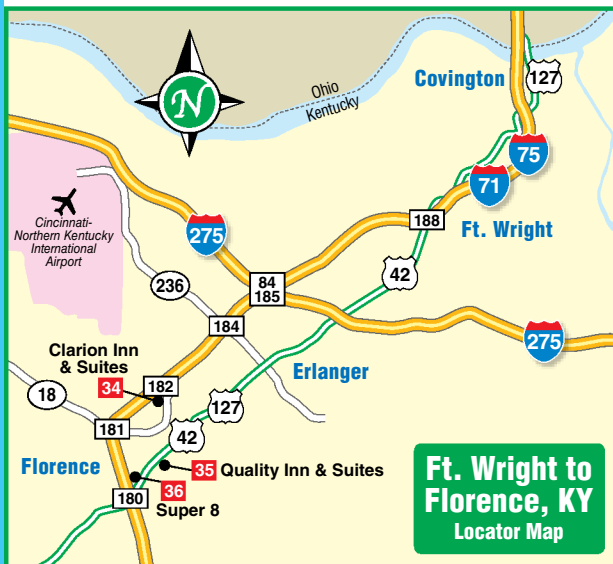 Ohio
Kentucky
Covington
127
N
75
71
Cincinnati-
Northern Kentucky
International
Airport
275
188
Ft. Wright
42
236
84
185
184
275
Clarion Inn
& Suites
34
182
Erlanger
18
127
181
42
Florence
35 Quality Inn & Suites
36
180
Super 8
Ft. Wright to
Florence, KY
Locator Map